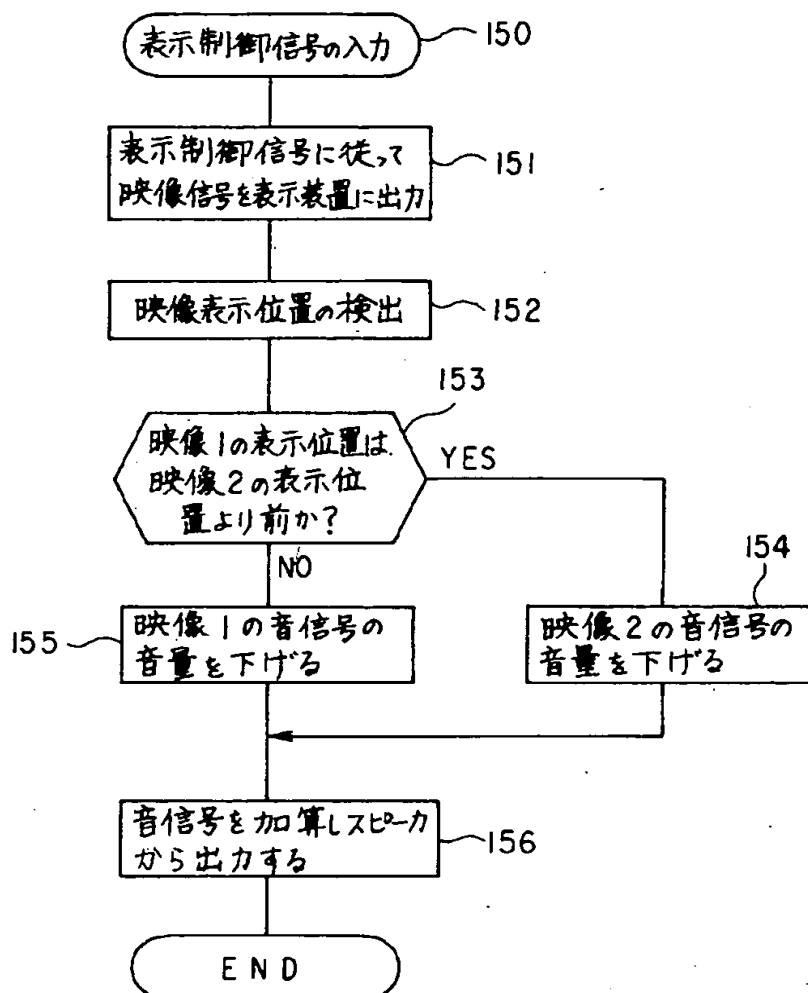 表示制御信号の入力
150
表示制御信号に従って
映像信号を表示装置に出力
151
映像表示位置の検出
152
153
映像1の表示位置は
映像2の表示位
置より前か?
YES
NO
154
155
映像1の音信号の
音量を下げる
映像2の音信号の
音量を下げる
音信号を加算しスピーカ
から出力する
156
END